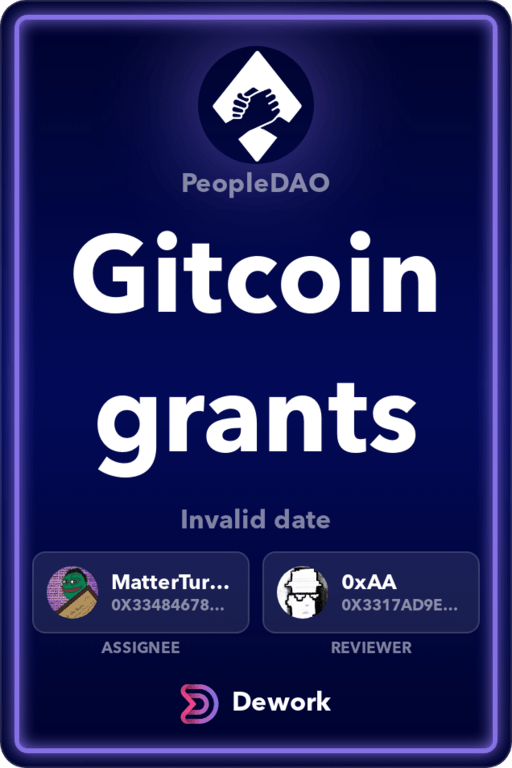 PeopleDAO
Gitcoin
grants
Invalid date
MatterTur...
0X33484678...
ASSIGNEE
0xAA
0X3317AD9E...
REVIEWER
Dework